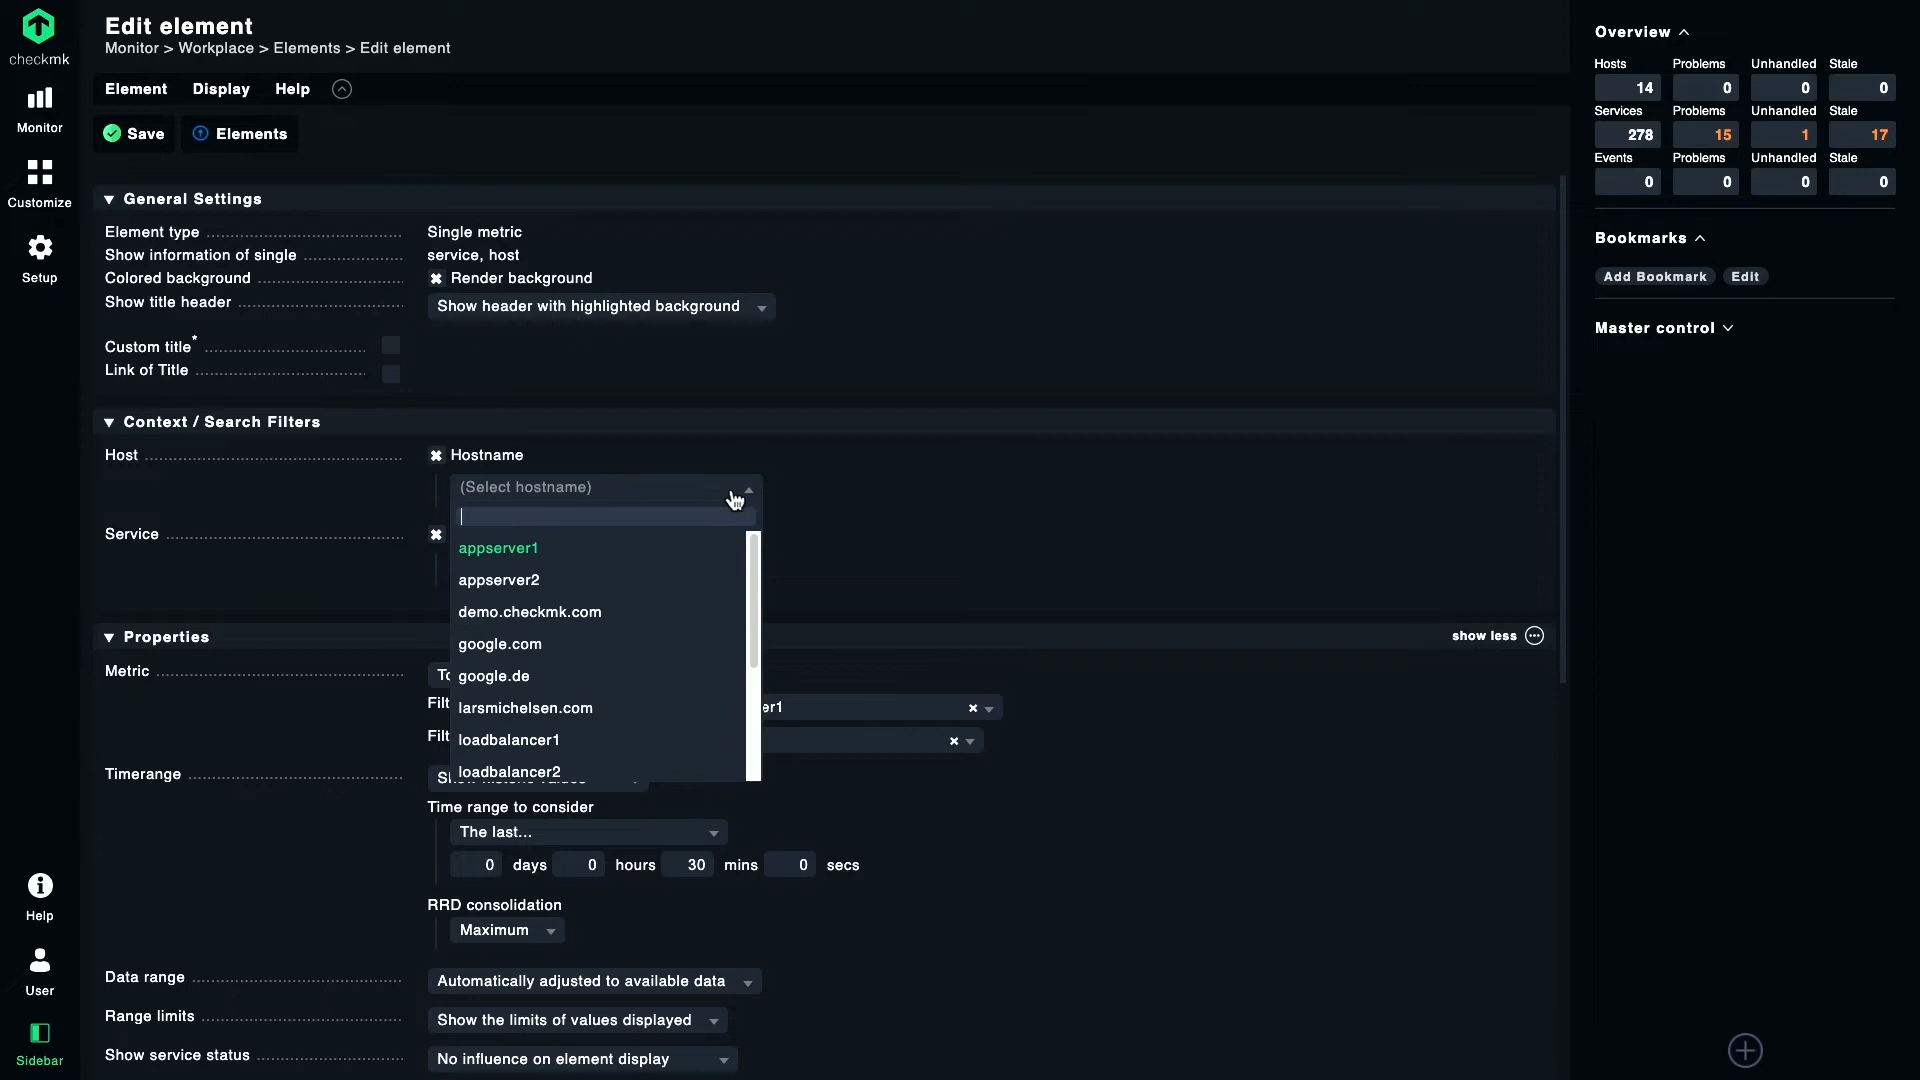 Edit element
Monitor > Workplace > Elements > Edit element
checkmk
Monitor
Customize
Setup
Help
User
Sidebar
Element Display Help
Save Elements
General Settings
Element type Single metric
Show information of single service, host
Colored background Render background
Show title header Show header with highlighted background
Custom title*
Link of Title
Context / Search Filters
Host Hostname
(Select hostname)
Service
appserver1
appserver2
demo.checkmk.com
google.com
google.de
larsmichelsen.com
loadbalancer1
loadbalancer2
Properties show less
Metric
Timerange
Time range to consider
The last...
0 days 0 hours 30 mins 0 secs
RRD consolidation
Maximum
Data range Automatically adjusted to available data
Range limits Show the limits of values displayed
Show service status No influence on element display
Overview
Hosts Problems Unhandled Stale
14 0 0 0
Services Problems Unhandled Stale
278 15 1 17
Events Problems Unhandled Stale
0 0 0 0
Bookmarks
Add Bookmark Edit
Master control